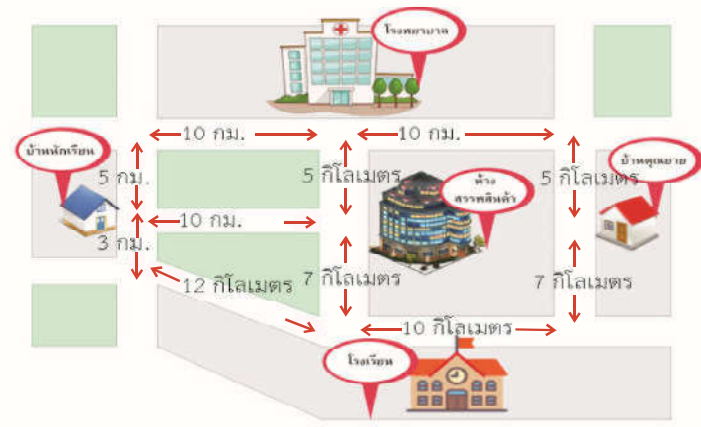 โรงพยาบาล
10 กม.
10 กม.
บ้านนักเรียน
บ้านคุณยาย
5 กม.
5 กิโลเมตร
ห้าง
สรรพสินค้า
5 กิโลเมตร
10 กม.
3 กม.
12 กิโลเมตร
7 กิโลเมตร
7 กิโลเมตร
10 กิโลเมตร
โรงเรียน